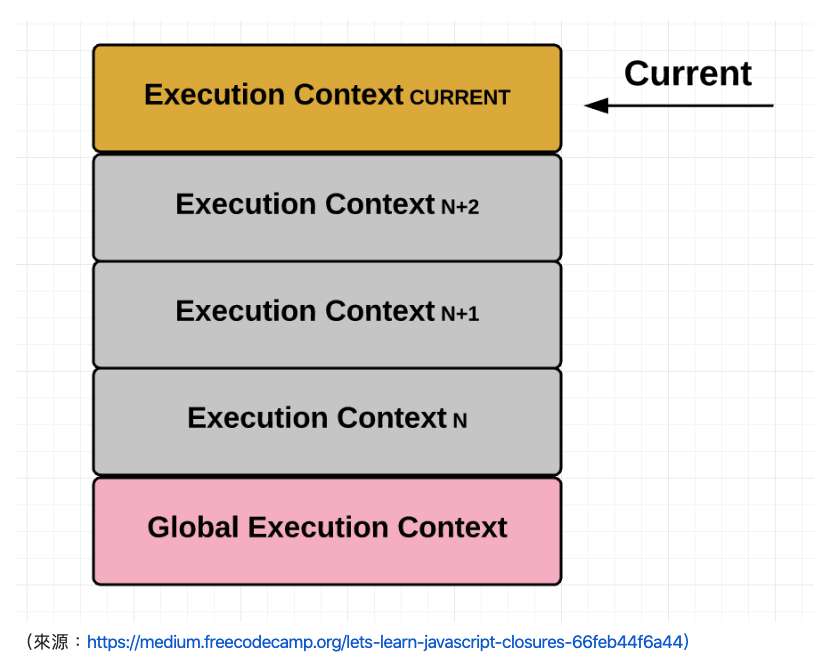 Current
Execution Context CURRENT
Execution Context N+2
Execution Context N+1
Execution Context N
Global Execution Context
(來源：https://medium.freecodecamp.org/lets-learn-javascript-closures-66feb44f6a44)